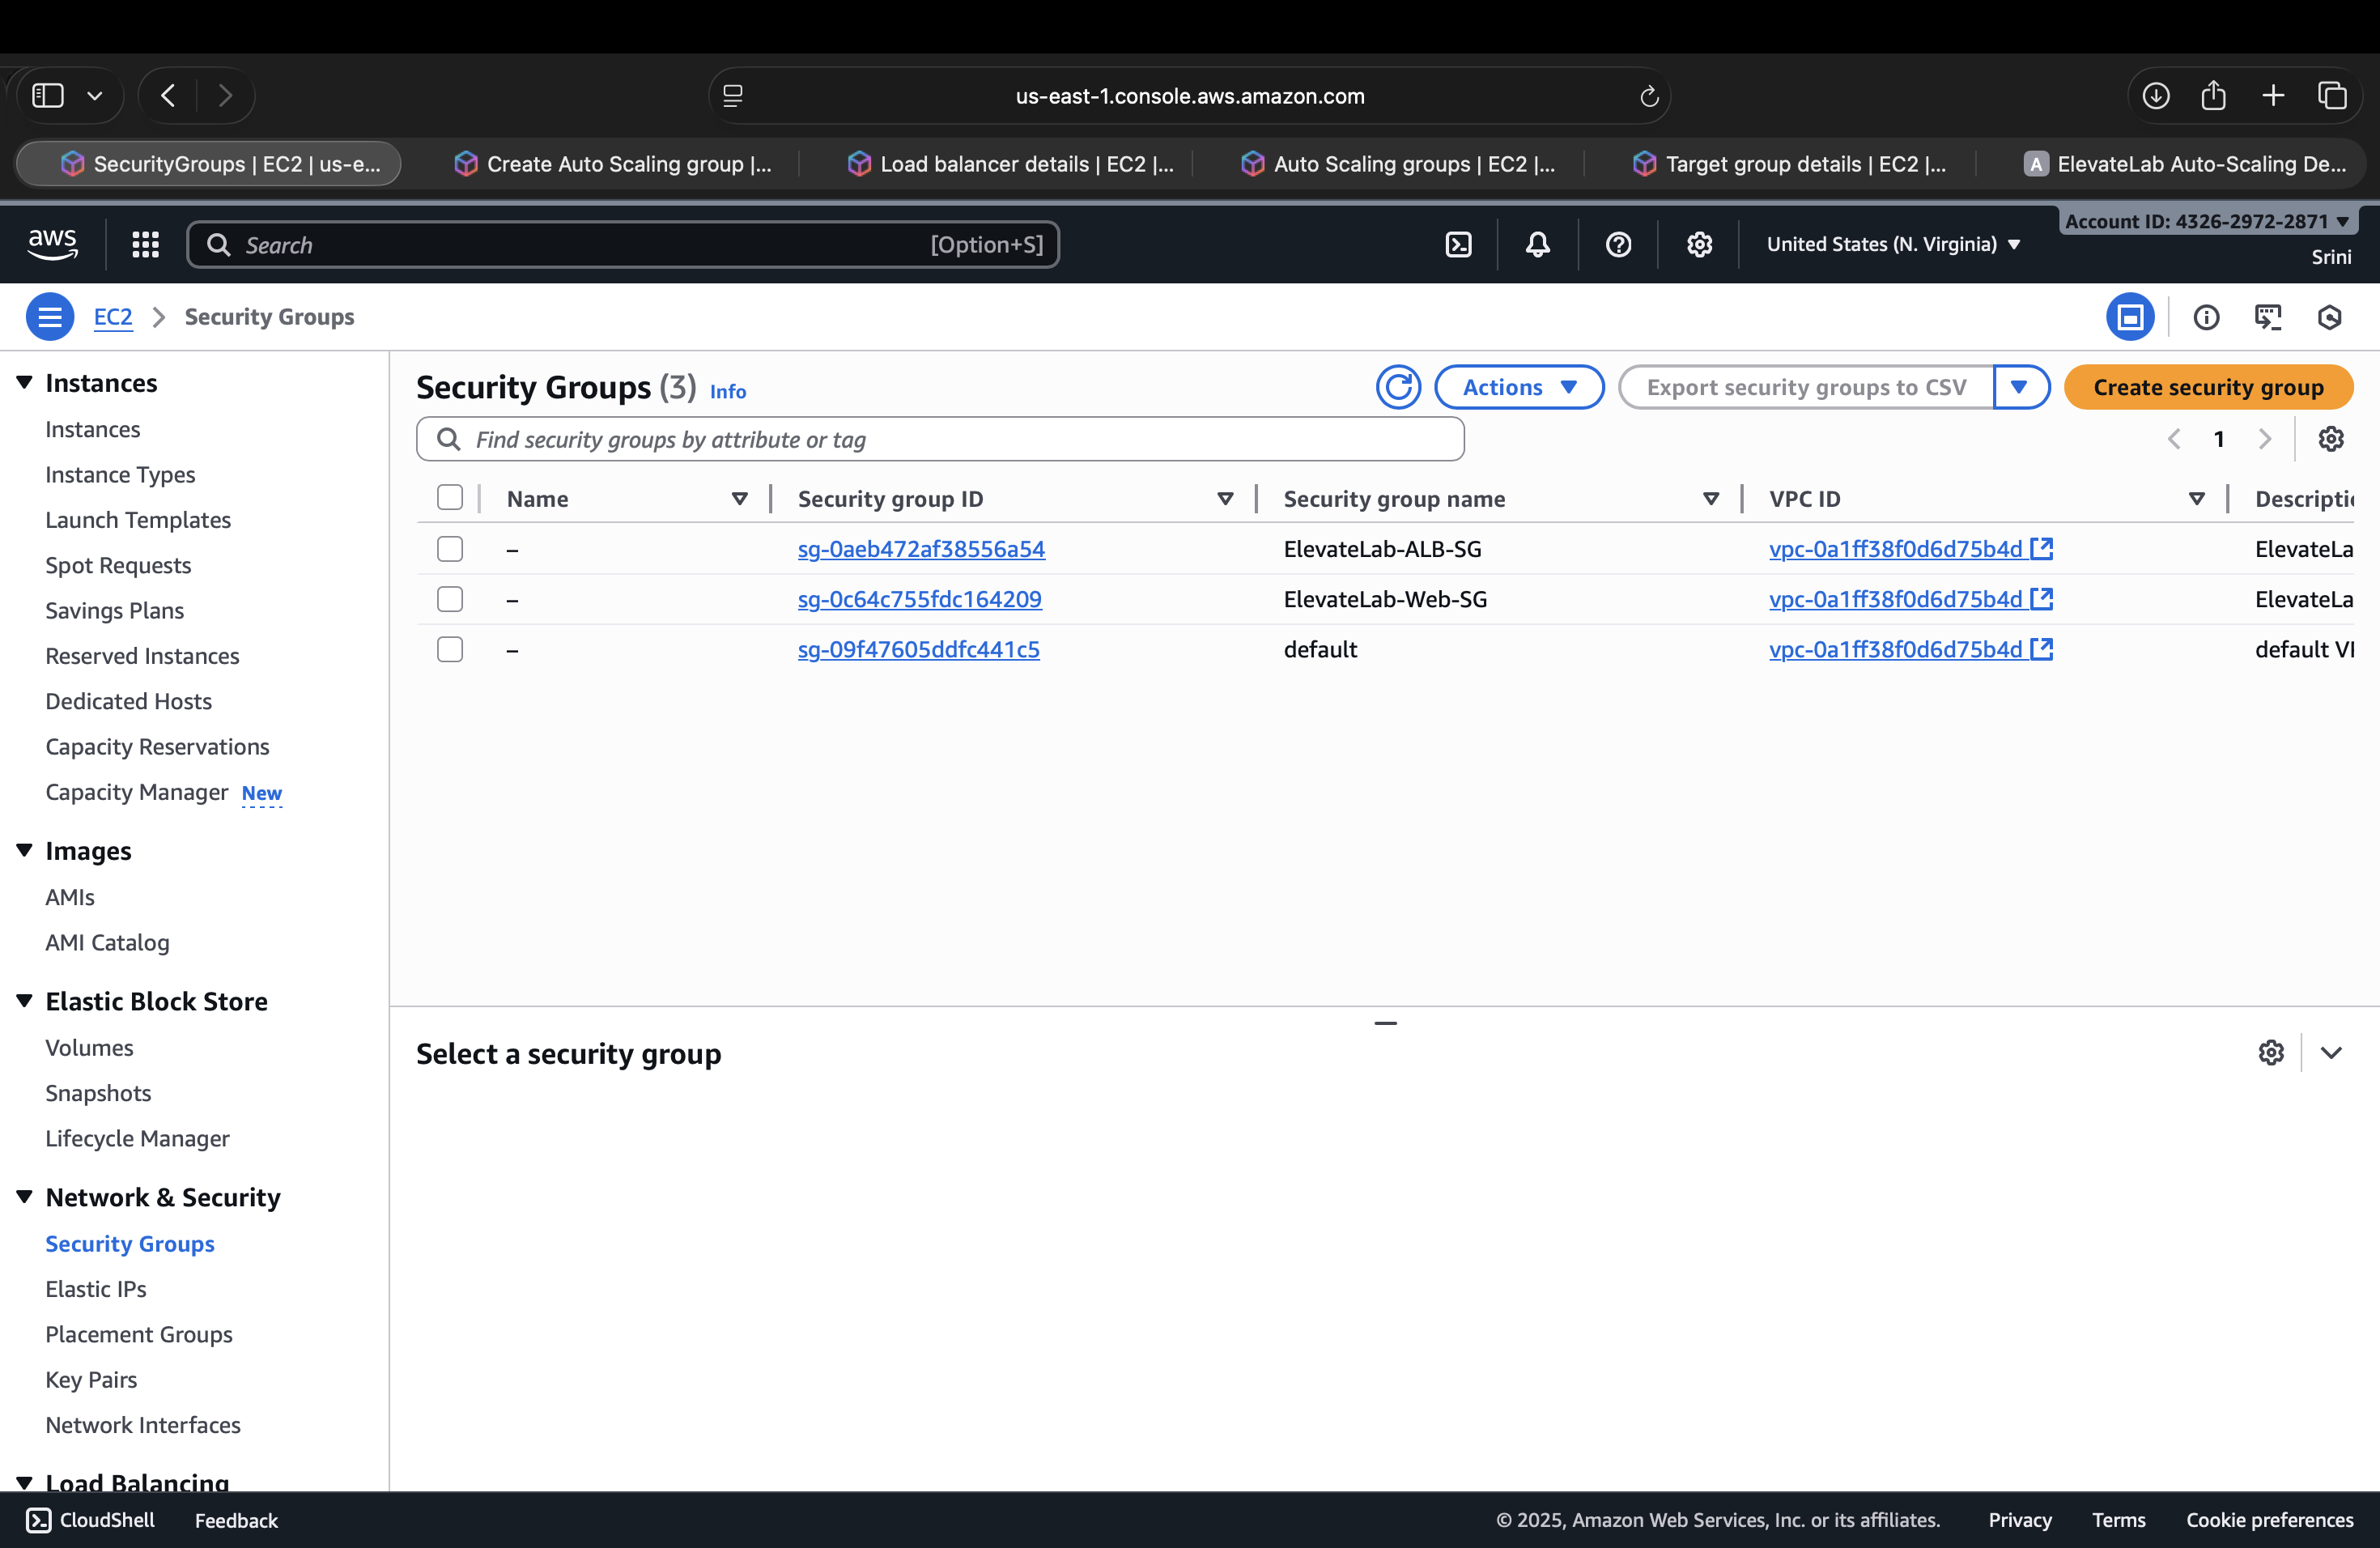 us-east-1.console.aws.amazon.com
SecurityGroups | EC2 | us-e...
Create Auto Scaling group |...
Load balancer details | EC2 |...
Auto Scaling groups | EC2 |...
Target group details | EC2 |...
A ElevateLab Auto-Scaling De...
aws
Search [Option+S]
United States (N. Virginia)
Account ID: 4326-2972-2871
Srini
EC2 > Security Groups
Instances
Instances
Instance Types
Launch Templates
Spot Requests
Savings Plans
Reserved Instances
Dedicated Hosts
Capacity Reservations
Capacity Manager New
Images
AMIs
AMI Catalog
Elastic Block Store
Volumes
Snapshots
Lifecycle Manager
Network & Security
Security Groups
Elastic IPs
Placement Groups
Key Pairs
Network Interfaces
Load Balancing
Security Groups (3) Info
Actions
Export security groups to CSV
Create security group
Find security groups by attribute or tag
1
Name Security group ID Security group name VPC ID Descripti
– sg-0aeb472af38556a54 ElevateLab-ALB-SG vpc-0a1ff38f0d6d75b4d ElevateLa
– sg-0c64c755fdc164209 ElevateLab-Web-SG vpc-0a1ff38f0d6d75b4d ElevateLa
– sg-09f47605ddfc441c5 default vpc-0a1ff38f0d6d75b4d default VI
Select a security group
CloudShell
Feedback
© 2025, Amazon Web Services, Inc. or its affiliates.
Privacy
Terms
Cookie preferences